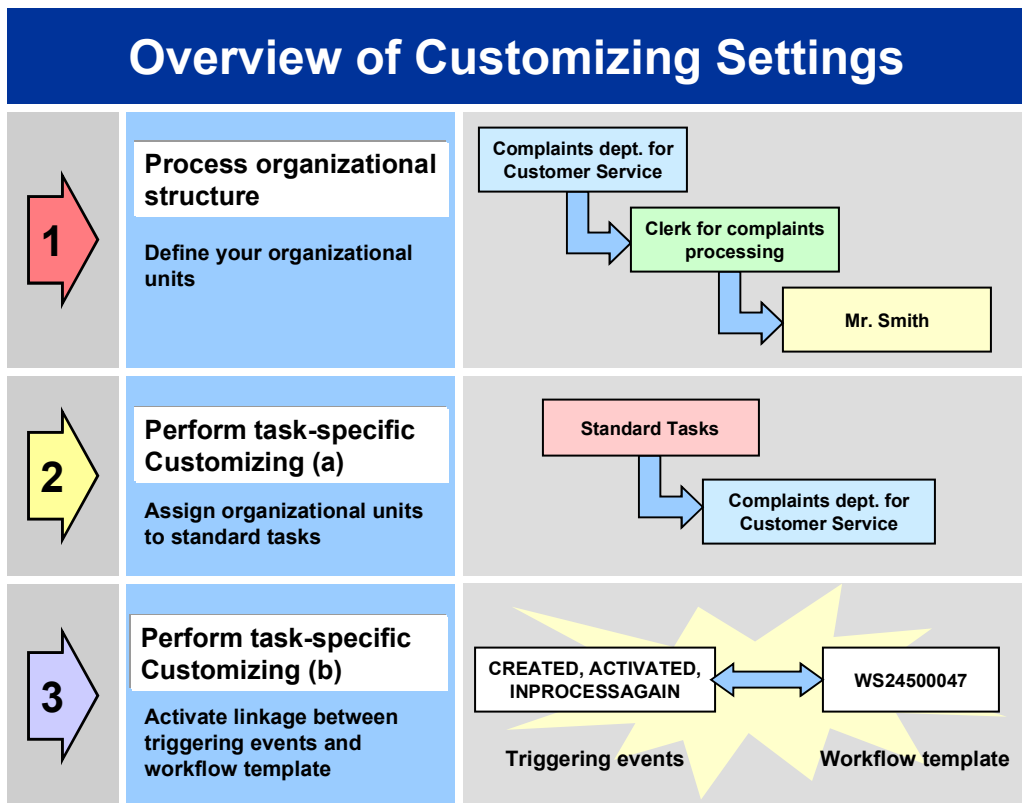 Overview of Customizing Settings
1
Process organizational
structure
Define your organizational
units
Complaints dept. for
Customer Service
Clerk for complaints
processing
Mr. Smith
2
Perform task-specific
Customizing (a)
Assign organizational units
to standard tasks
Standard Tasks
Complaints dept. for
Customer Service
3
Perform task-specific
Customizing (b)
Activate linkage between
triggering events and
workflow template
CREATED, ACTIVATED,
INPROCESSAGAIN
WS24500047
Triggering events
Workflow template